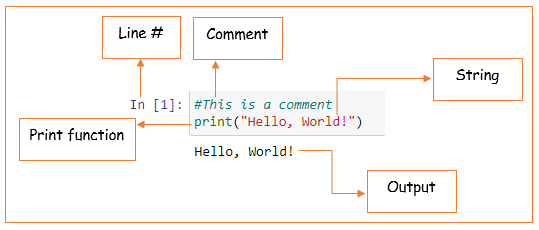 Line #
Comment
String
In [1]: #This is a comment
print("Hello, World!")
Print function
Hello, World!
Output